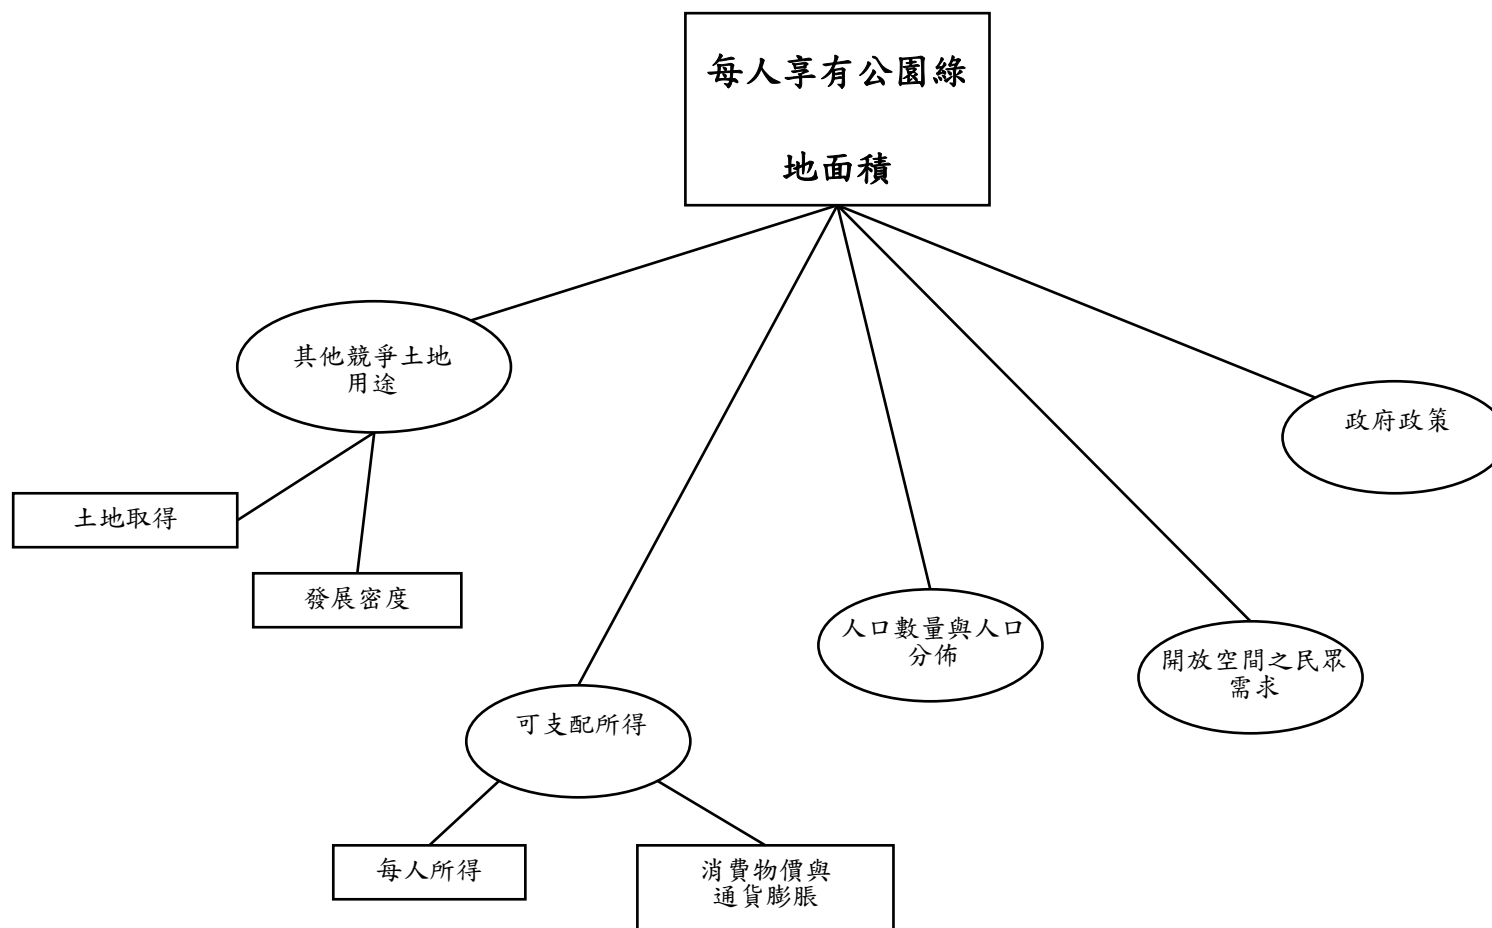 每人享有公園綠
地面積
其他競爭土地
用途
政府政策
土地取得
發展密度
人口數量與人口
分佈
開放空間之民眾
需求
可支配所得
每人所得
消費物價與
通貨膨脹